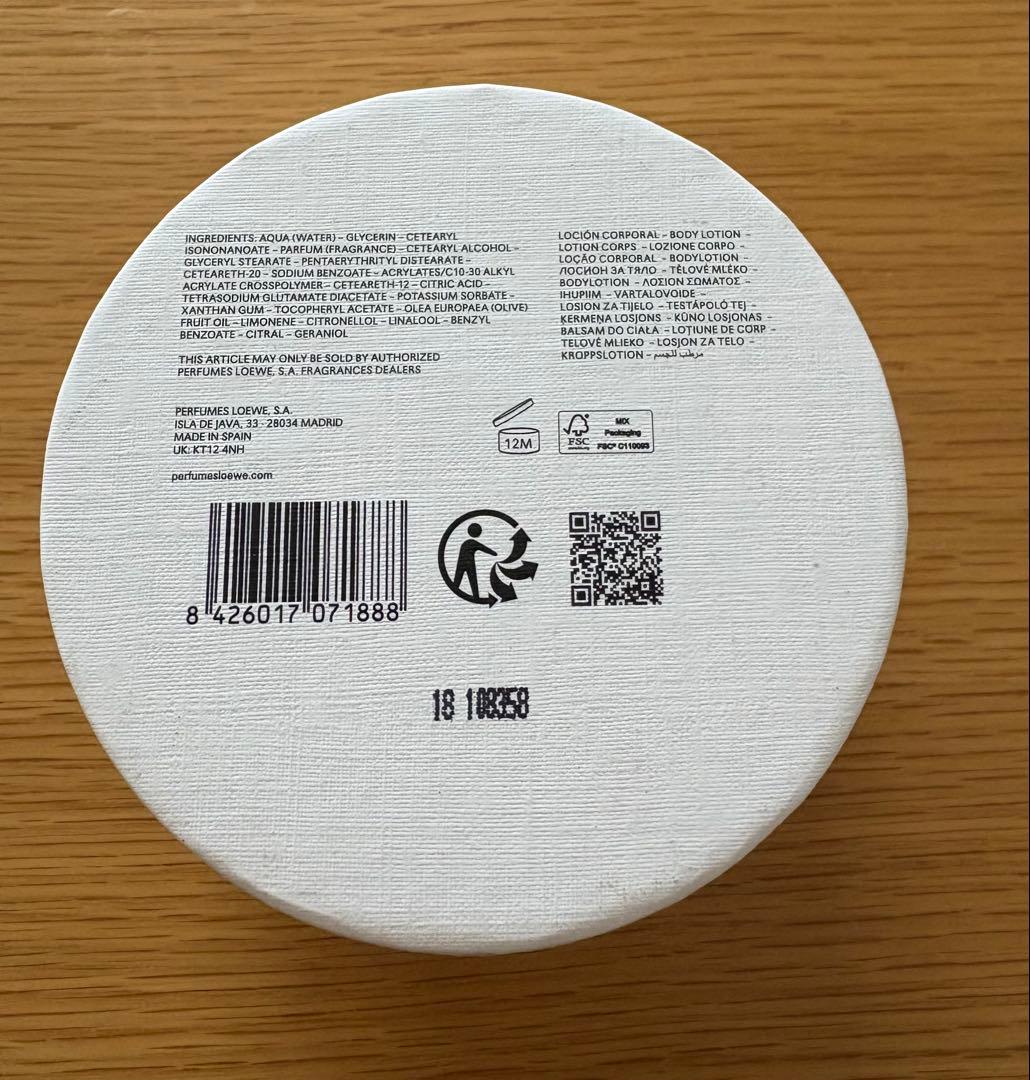 INGREDIENTS: AQUA (WATER) – GLYCERIN – CETEARYL
ISONONANOATE – PARFUM (FRAGRANCE) – CETEARYL ALCOHOL –
GLYCERYL STEARATE – PENTAERYTHRITYL DISTEARATE –
CETEARETH-20 – SODIUM BENZOATE – ACRYLATES/C10-30 ALKYL
ACRYLATE CROSSPOLYMER – CETEARETH-12 – CITRIC ACID –
TETRASODIUM GLUTAMATE DIACETATE – POTASSIUM SORBATE –
XANTHAN GUM – TOCOPHERYL ACETATE – OLEA EUROPAEA (OLIVE)
FRUIT OIL – LIMONENE – CITRONELLOL – LINALOOL – BENZYL
BENZOATE – CITRAL – GERANIOL
THIS ARTICLE MAY ONLY BE SOLD BY AUTHORIZED
PERFUMES LOEWE, S.A. FRAGRANCES DEALERS
LOCIÓN CORPORAL – BODY LOTION –
LOTION CORPS – LOZIONE CORPO –
LOÇÃO CORPORAL – BODYLOTION –
ЛОСИОН ЗА ТЯЛО – TĚLOVÉ MLÉKO –
BODYLOTION – ΛΟΣΙΟΝ ΣΩΜΑΤΟΣ –
IHUPIIM – VARTALOVOIDE –
LOSION ZA TIJELO – TESTÁPOLÓ TEJ –
ĶERMEŅA LOSJONS – KŪNO LOSJONAS –
BALSAM DO CIAŁA – LOȚIUNE DE CORP –
TELOVÉ MLIEKO – LOSJON ZA TELO –
KROPPSLOTION – مرطب للجسم
PERFUMES LOEWE, S.A.
ISLA DE JAVA, 33 - 28034 MADRID
MADE IN SPAIN
UK: KT12 4NH
perfumesloewe.com
12M
FSC
MIX
Packaging
FSC® C110093
8 426017 071888
18 108358